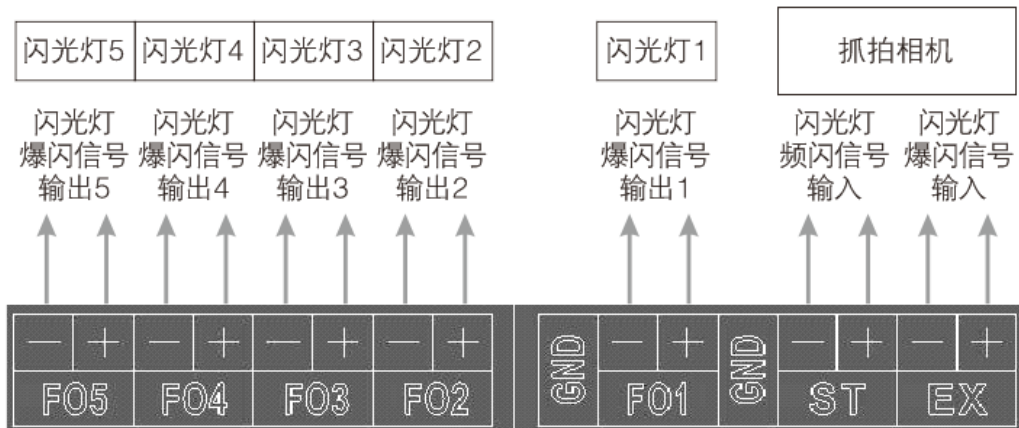 闪光灯5 闪光灯4 闪光灯3 闪光灯2 闪光灯1 抓拍相机
闪光灯 闪光灯 闪光灯 闪光灯 闪光灯 闪光灯 闪光灯
爆闪信号 爆闪信号 爆闪信号 爆闪信号 爆闪信号 频闪信号 爆闪信号
输出5 输出4 输出3 输出2 输出1 输入 输入
— + — + — + — + GND — + GND — + — +
FO5 FO4 FO3 FO2 FO1 ST EX